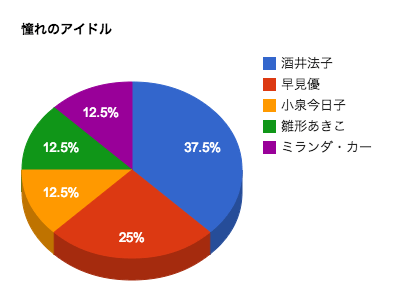 憧れのアイドル
酒井法子
早見優
小泉今日子
雛形あきこ
ミランダ・カー
12.5%
37.5%
12.5%
12.5%
25%